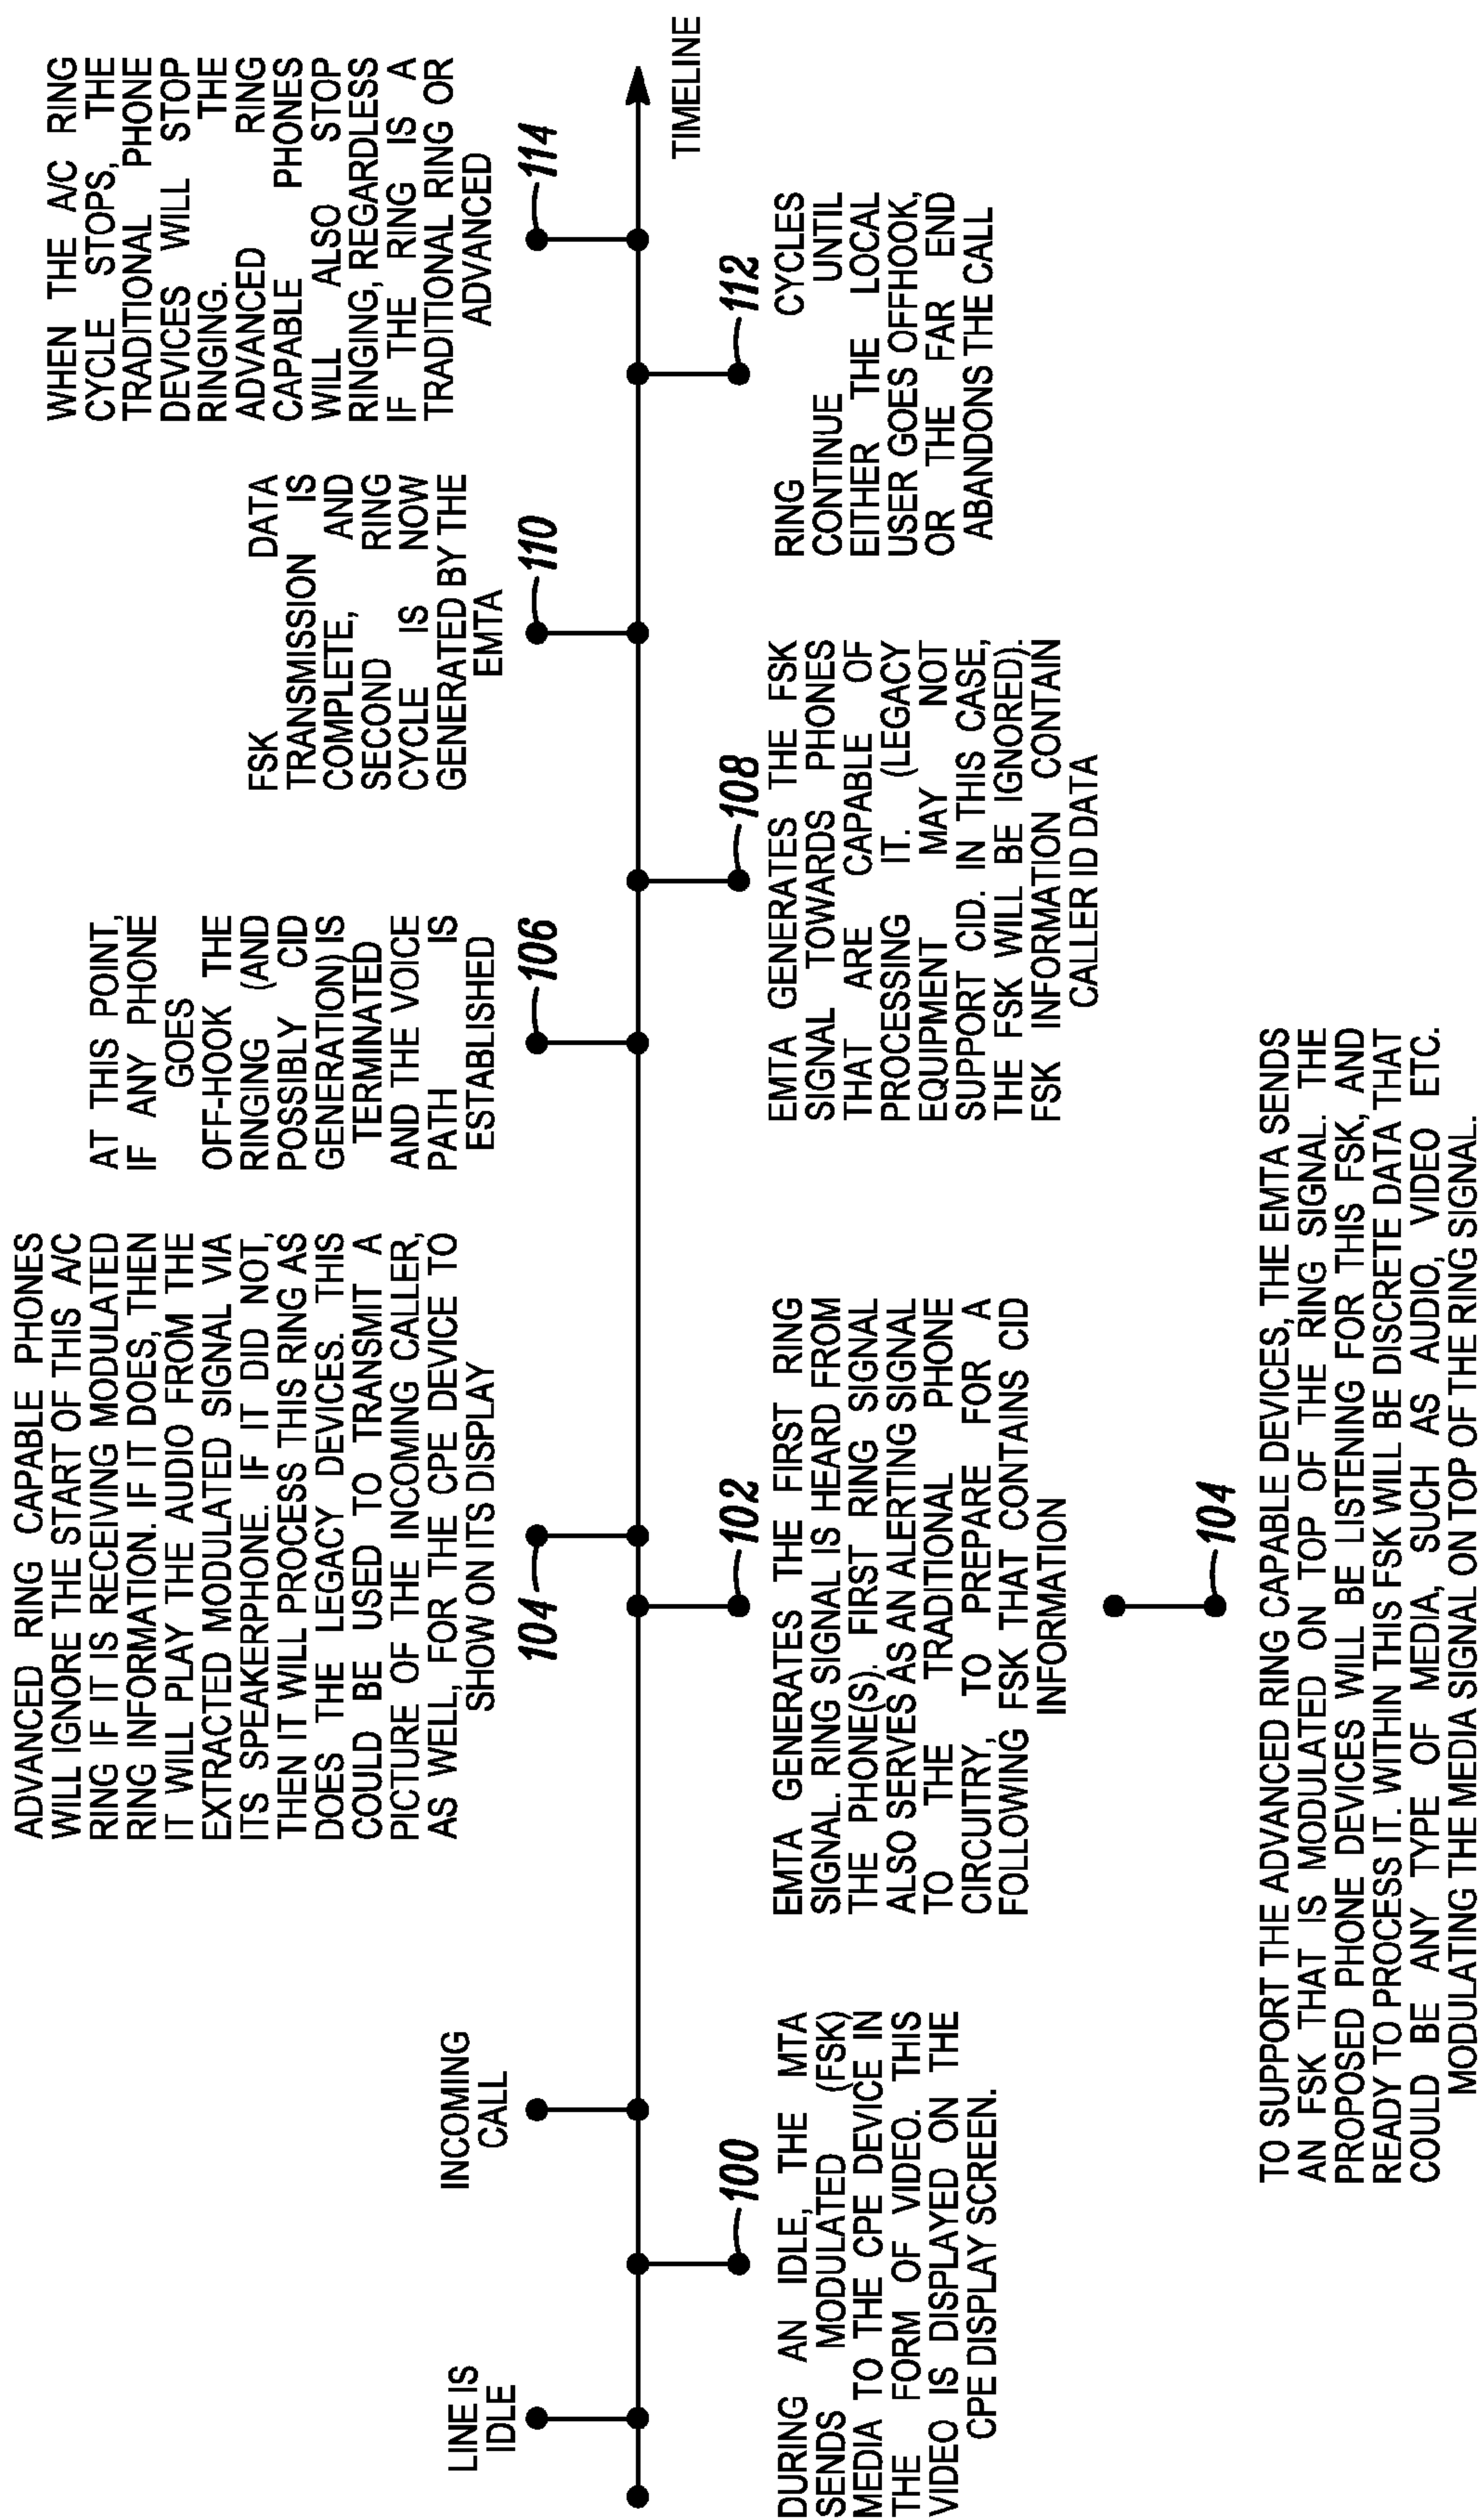 LINE IS
IDLE
DURING AN IDLE, THE MTA
SENDS MODULATED (FSK)
MEDIA TO THE CPE DEVICE IN
THE FORM OF VIDEO. THIS
VIDEO IS DISPLAYED ON THE
CPE DISPLAY SCREEN.
100
INCOMING
CALL
ADVANCED RING CAPABLE PHONES
WILL IGNORE THE START OF THIS A/C
RING IF IT IS RECEIVING MODULATED
RING INFORMATION. IF IT DOES, THEN
IT WILL PLAY THE AUDIO FROM THE
EXTRACTED MODULATED SIGNAL VIA
ITS SPEAKERPHONE. IF IT DID NOT,
THEN IT WILL PROCESS THIS RING AS
DOES THE LEGACY DEVICES. THIS
COULD BE USED TO TRANSMIT A
PICTURE OF THE INCOMING CALLER,
AS WELL, FOR THE CPE DEVICE TO
SHOW ON ITS DISPLAY
104
102
EMTA GENERATES THE FIRST RING
SIGNAL. RING SIGNAL IS HEARD FROM
THE PHONE(S). FIRST RING SIGNAL
ALSO SERVES AS AN ALERTING SIGNAL
TO THE TRADITIONAL PHONE
CIRCUITRY, TO PREPARE FOR A
FOLLOWING FSK THAT CONTAINS CID
INFORMATION
104
TO SUPPORT THE ADVANCED RING CAPABLE DEVICES, THE EMTA SENDS
AN FSK THAT IS MODULATED ON TOP OF THE RING SIGNAL. THE
PROPOSED PHONE DEVICES WILL BE LISTENING FOR THIS FSK, AND
READY TO PROCESS IT. WITHIN THIS FSK WILL BE DISCRETE DATA THAT
COULD BE ANY TYPE OF MEDIA, SUCH AS AUDIO, VIDEO ETC.
MODULATING THE MEDIA SIGNAL ON TOP OF THE RING SIGNAL.
AT THIS POINT,
IF ANY PHONE
GOES
OFF-HOOK THE
RINGING (AND
POSSIBLY CID
GENERATION) IS
TERMINATED
AND THE VOICE
PATH IS
ESTABLISHED
106
108
EMTA GENERATES THE FSK
SIGNAL TOWARDS PHONES
THAT ARE CAPABLE OF
PROCESSING IT. (LEGACY
EQUIPMENT MAY NOT
SUPPORT CID. IN THIS CASE,
THE FSK WILL BE IGNORED).
FSK INFORMATION CONTAIN
CALLER ID DATA
FSK DATA
TRANSMISSION IS
COMPLETE, AND
SECOND RING
CYCLE IS NOW
GENERATED BY THE
EMTA
110
112
RING CYCLES
CONTINUE UNTIL
EITHER THE LOCAL
USER GOES OFFHOOK,
OR THE FAR END
ABANDONS THE CALL
WHEN THE A/C RING
CYCLE STOPS, THE
TRADITIONAL PHONE
DEVICES WILL STOP
RINGING. THE
ADVANCED RING
CAPABLE PHONES
WILL ALSO STOP
RINGING, REGARDLESS
IF THE RING IS A
TRADITIONAL RING OR
ADVANCED
114
TIMELINE